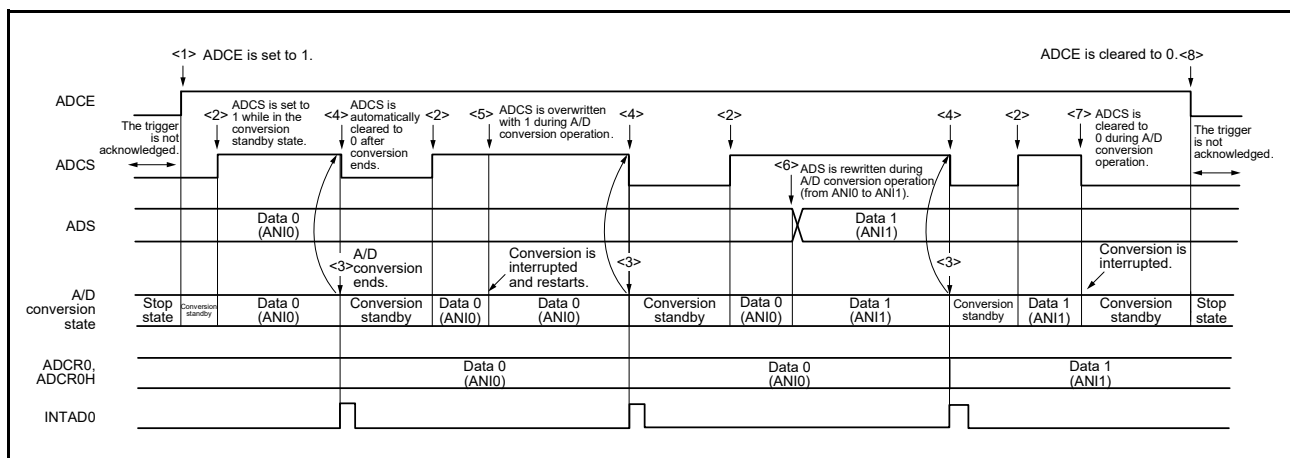 <1> ADCE is set to 1.
ADCE is cleared to 0. <8>
ADCE
The trigger
is not
acknowledged.
<2> ADCS is set to
1 while in the
conversion
standby state.
<4> ADCS is
automatically
cleared to
0 after
conversion
ends.
<2>
<5> ADCS is overwritten
with 1 during A/D
conversion operation.
<4>
<2>
<4>
<2>
<7> ADCS is
cleared to
0 during A/D
conversion
operation.
The trigger
is not
acknowledged.
ADCS
<6> ADS is rewritten during
A/D conversion operation
(from ANI0 to ANI1).
ADS
Data 0
(ANI0)
Data 1
(ANI1)
<3> A/D
conversion
ends.
Conversion is
interrupted
and restarts.
<3>
<3>
Conversion is
interrupted.
A/D
conversion
state
Stop
state
Conversion
standby
Data 0
(ANI0)
Conversion
standby
Data 0
(ANI0)
Data 0
(ANI0)
Conversion
standby
Data 0
(ANI0)
Data 1
(ANI1)
Conversion
standby
Data 1
(ANI1)
Conversion
standby
Stop
state
ADCR0,
ADCR0H
Data 0
(ANI0)
Data 0
(ANI0)
Data 1
(ANI1)
INTAD0